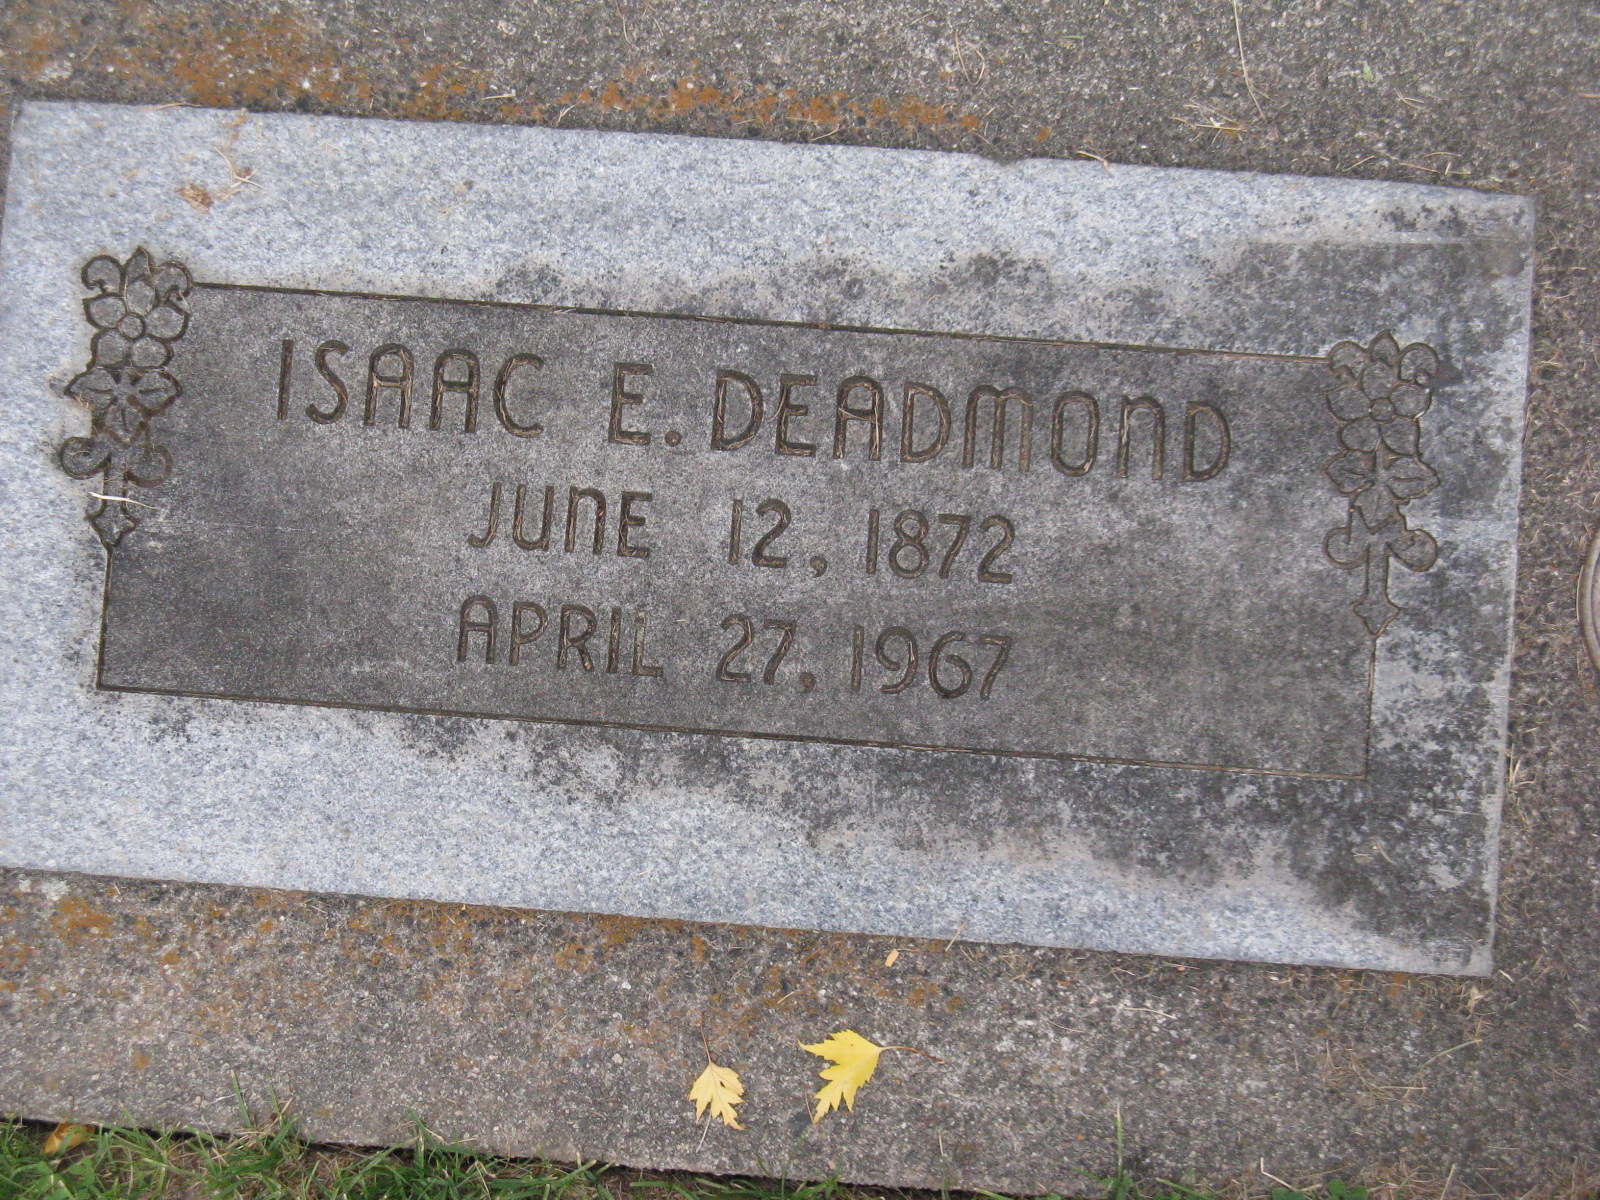 ISAAC E. DEADMOND
JUNE 12, 1872
APRIL 27, 1967